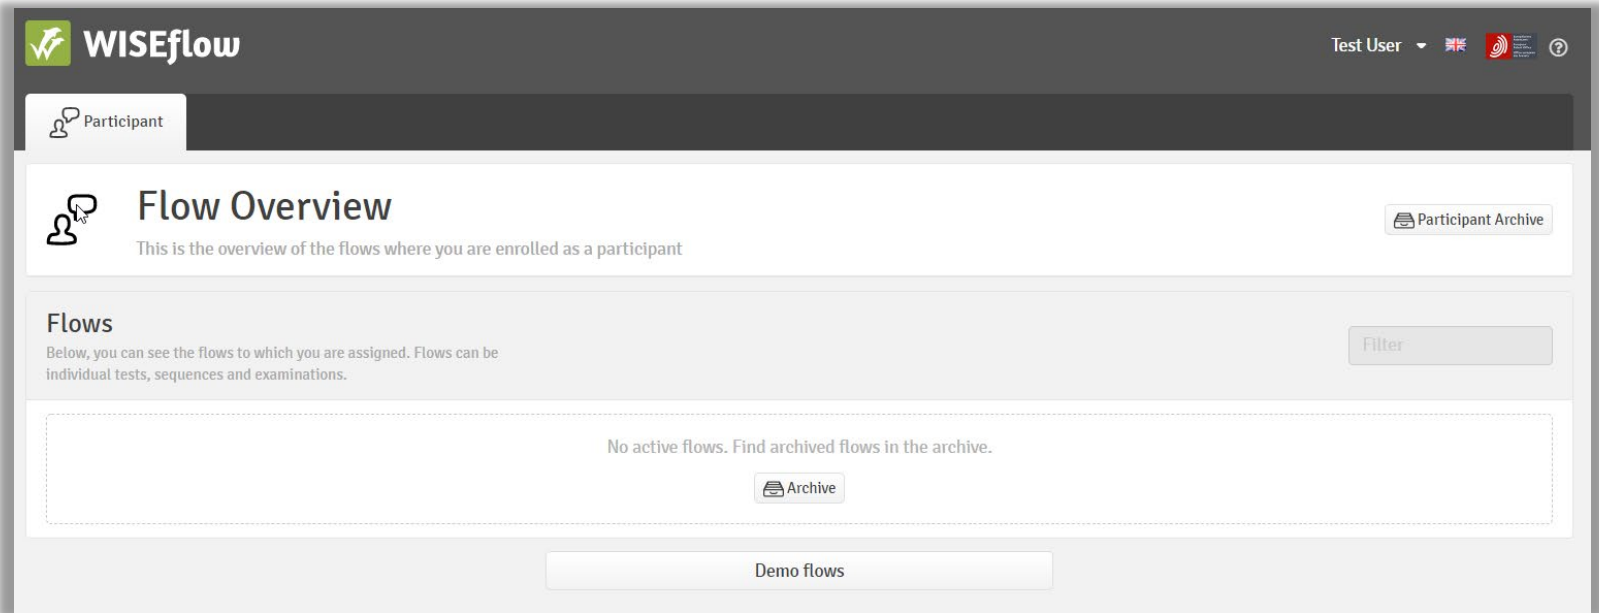 WISEflow
Test User
Participant
Flow Overview
This is the overview of the flows where you are enrolled as a participant
Participant Archive
Flows
Below, you can see the flows to which you are assigned. Flows can be
individual tests, sequences and examinations.
Filter
No active flows. Find archived flows in the archive.
Archive
Demo flows